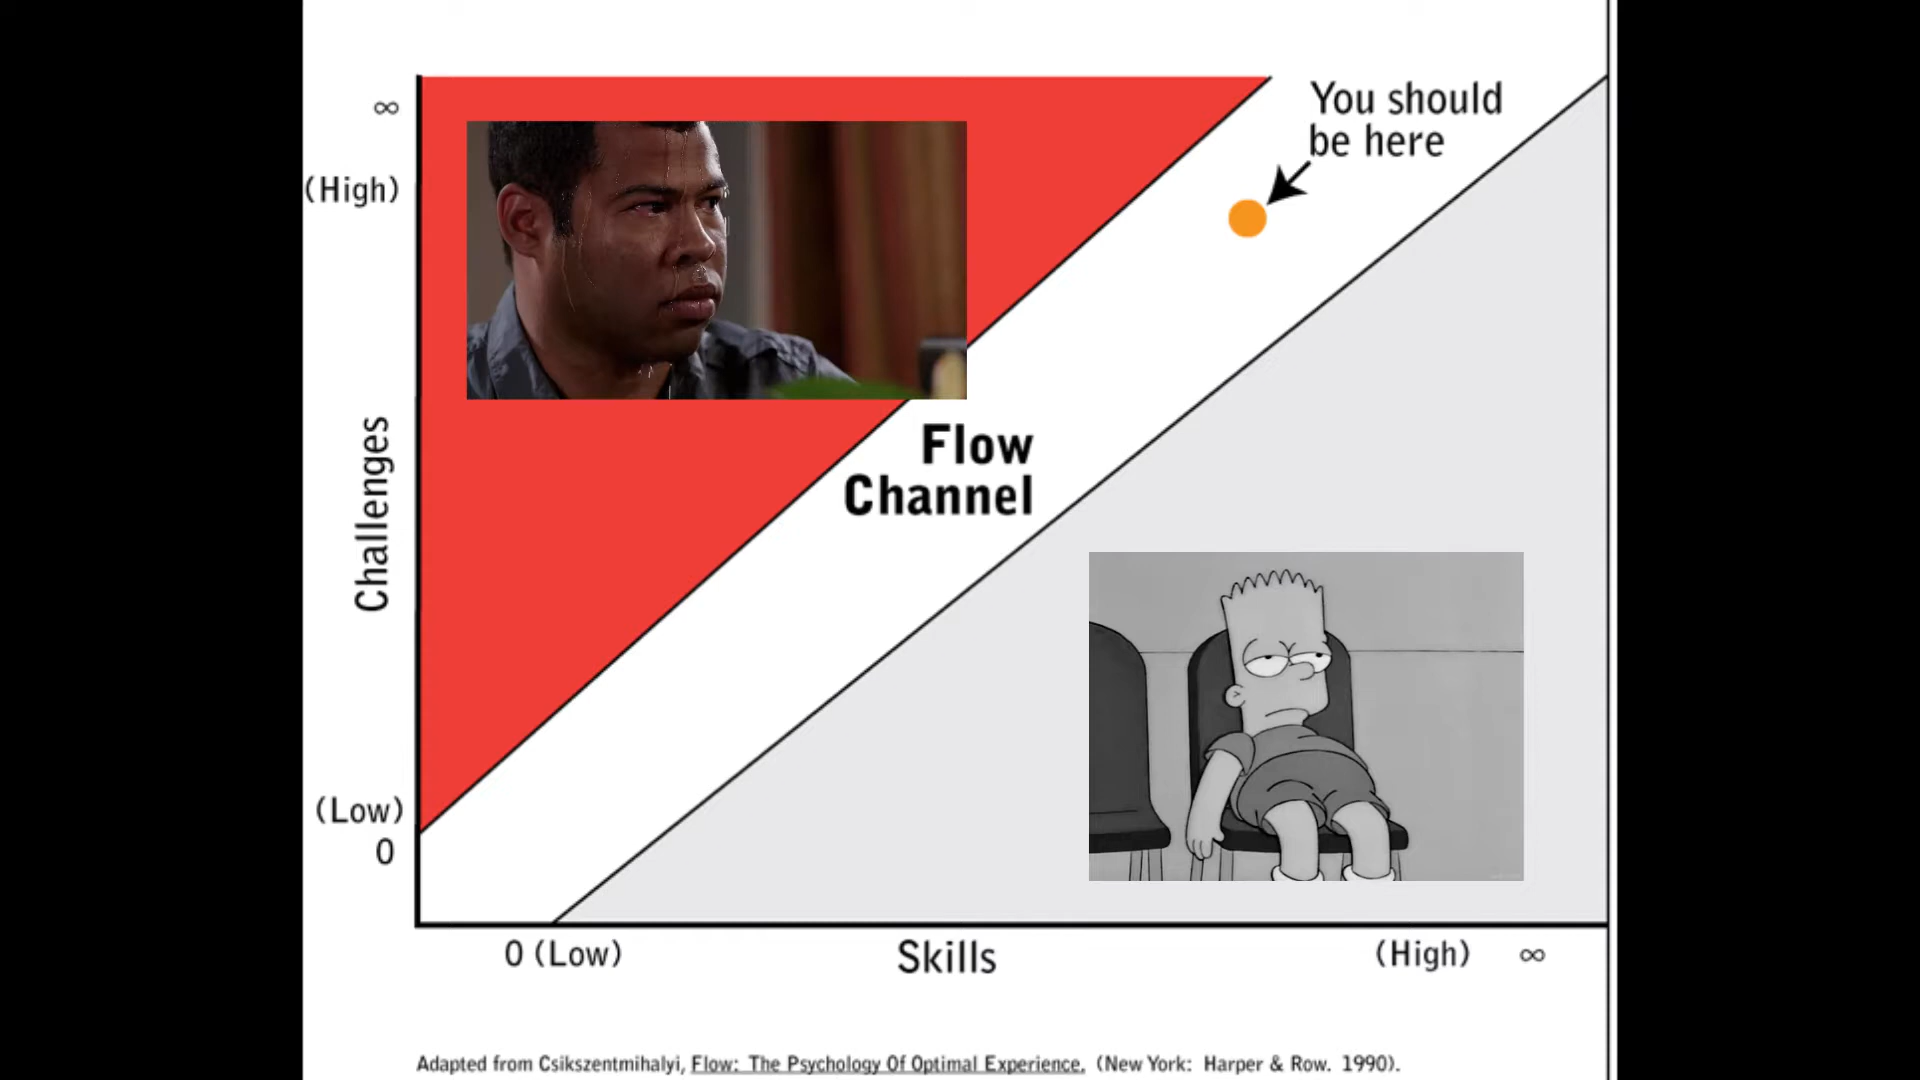 You should
be here
∞
(High)
Flow
Channel
Challenges
(Low)
0
0 (Low)
Skills
(High)
∞
Adapted from Csikszentmihalyi, Flow: The Psychology Of Optimal Experience. (New York: Harper & Row. 1990).